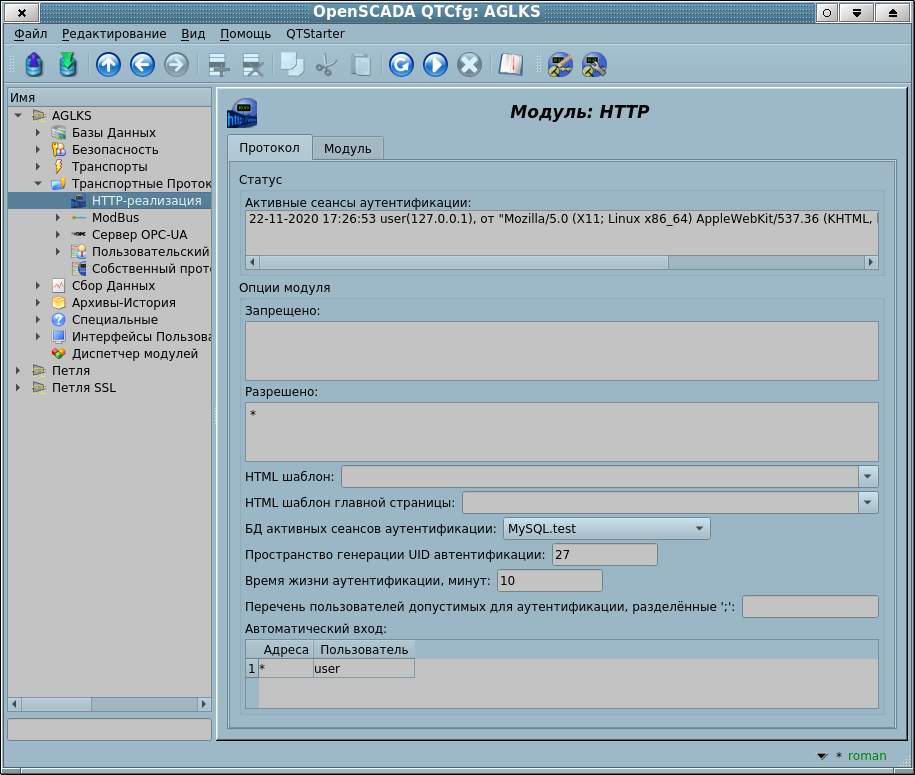 OpenSCADA QTCfg: AGLKS
Файл Редактирование Вид Помощь QTStarter
Имя
AGLKS
Базы Данных
Безопасность
Транспорты
Транспортные Проток
HTTP-реализация
ModBus
Сервер OPC-UA
Пользовательский
Собственный прото
Сбор Данных
Архивы-История
Специальные
Интерфейсы Пользова
Диспетчер модулей
Петля
Петля SSL
Модуль: HTTP
Протокол Модуль
Статус
Активные сеансы аутентификации:
22-11-2020 17:26:53 user(127.0.0.1), от "Mozilla/5.0 (X11; Linux x86_64) AppleWebKit/537.36 (KHTML,
Опции модуля
Запрещено:
Разрешено:
*
HTML шаблон:
HTML шаблон главной страницы:
БД активных сеансов аутентификации: MySQL.test
Пространство генерации UID автентификации: 27
Время жизни аутентификации, минут: 10
Перечень пользователей допустимых для аутентификации, разделённые ';':
Автоматический вход:
Адреса Пользователь
1 * user
* roman